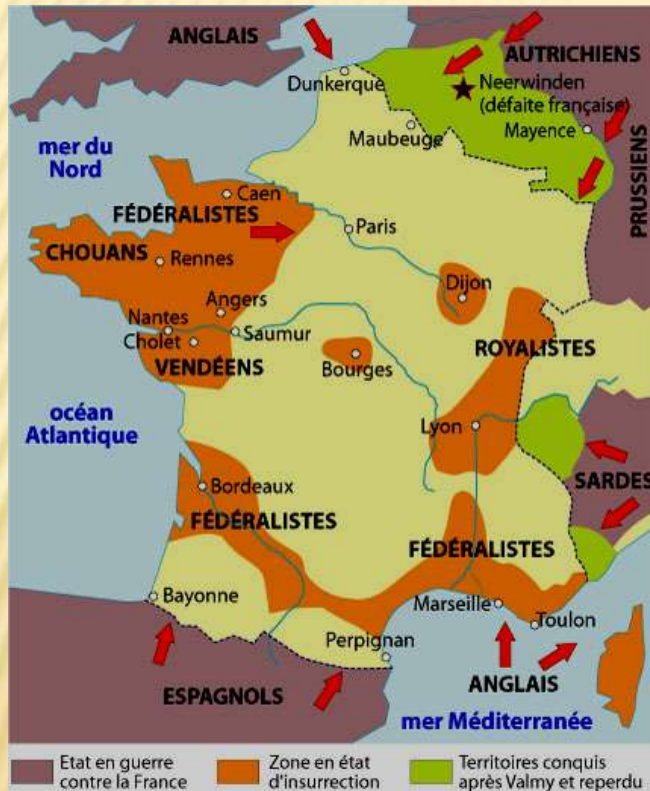 ANGLAIS
AUTRICHIENS
Dunkerque
Neerwinden
(défaite française)
Maubeuge
Mayence
mer du
Nord
PRUSSIENS
Caen
FÉDÉRALISTES
Paris
CHOUANS
Rennes
Dijon
Angers
Nantes
Saumur
Cholet
VENDÉENS
Bourges
ROYALISTES
océan
Atlantique
Lyon
SARDES
Bordeaux
FÉDÉRALISTES
FÉDÉRALISTES
Bayonne
Marseille
Toulon
Perpignan
ESPAGNOLS
ANGLAIS
mer Méditerranée
Etat en guerre
contre la France
Zone en état
d'insurrection
Territoires conquis
après Valmy et reperdu